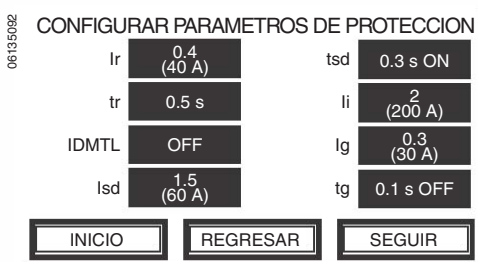 06135092
CONFIGURAR PARAMETROS DE PROTECCION
Ir
0.4
(40 A)
tr
0.5 s
IDMTL
OFF
Isd
1.5
(60 A)
tsd
0.3 s ON
Ii
2
(200 A)
Ig
0.3
(30 A)
tg
0.1 s OFF
INICIO
REGRESAR
SEGUIR